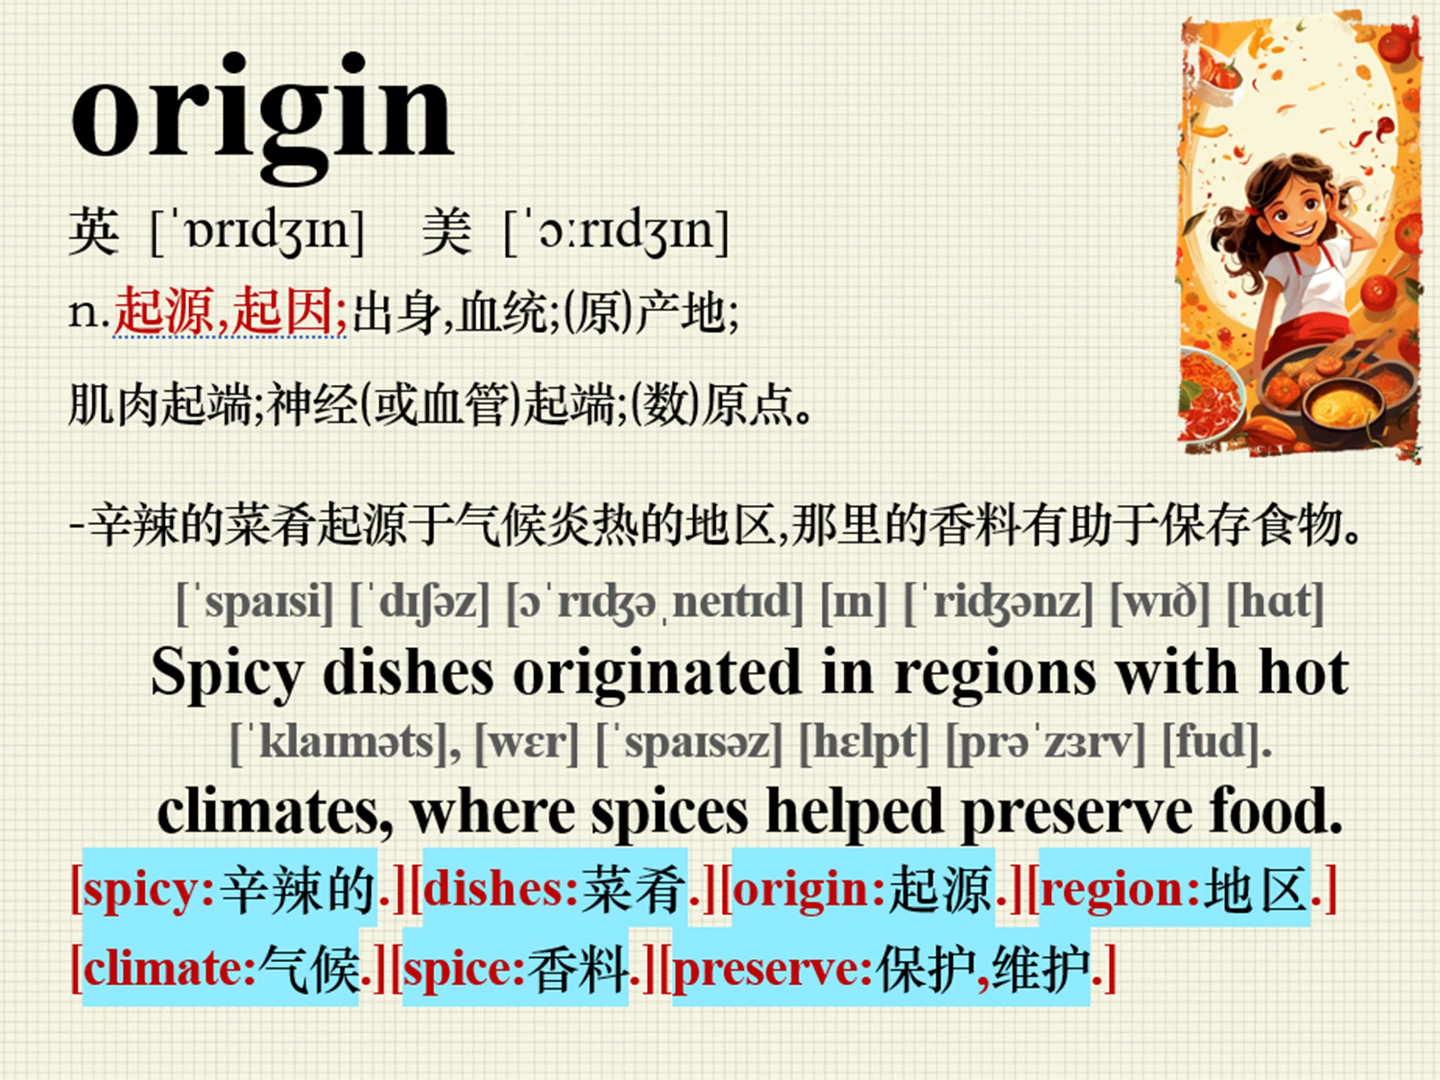 origin
英 [ˈɒrɪdʒɪn] 美 [ˈɔːrɪdʒɪn]
n.起源,起因;出身,血统;(原)产地;
肌肉起端;神经(或血管)起端;(数)原点。
-辛辣的菜肴起源于气候炎热的地区,那里的香料有助于保存食物。
[ˈspaɪsi] [ˈdɪʃəz] [ɔˈrɪʤəˌneɪtɪd] [ɪn] [ˈriʤənz] [wɪð] [hɑt]
Spicy dishes originated in regions with hot
[ˈklaɪməts], [wɛr] [ˈspaɪsəz] [hɛlpt] [prəˈzɜrv] [fud].
climates, where spices helped preserve food.
[spicy:辛辣的.][dishes:菜肴.][origin:起源.][region:地区.]
[climate:气候.][spice:香料.][preserve:保护,维护.]